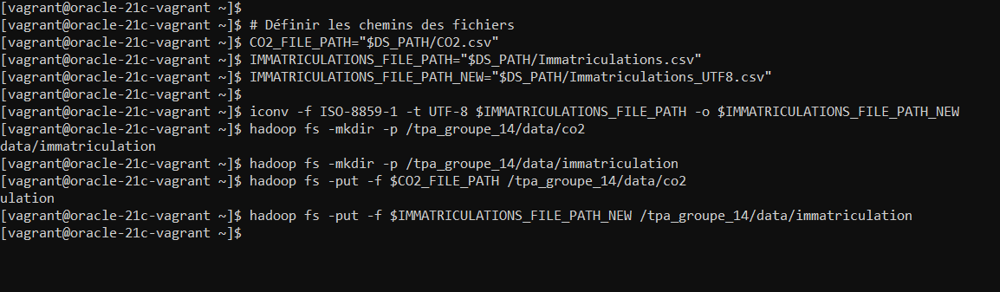 [vagrant@oracle-21c-vagrant ~]$
[vagrant@oracle-21c-vagrant ~]$ # Définir les chemins des fichiers
[vagrant@oracle-21c-vagrant ~]$ CO2_FILE_PATH="$DS_PATH/CO2.csv"
[vagrant@oracle-21c-vagrant ~]$ IMMATRICULATIONS_FILE_PATH="$DS_PATH/Immatriculations.csv"
[vagrant@oracle-21c-vagrant ~]$ IMMATRICULATIONS_FILE_PATH_NEW="$DS_PATH/Immatriculations_UTF8.csv"
[vagrant@oracle-21c-vagrant ~]$
[vagrant@oracle-21c-vagrant ~]$ iconv -f ISO-8859-1 -t UTF-8 $IMMATRICULATIONS_FILE_PATH -o $IMMATRICULATIONS_FILE_PATH_NEW
[vagrant@oracle-21c-vagrant ~]$ hadoop fs -mkdir -p /tpa_groupe_14/data/co2
data/immatriculation
[vagrant@oracle-21c-vagrant ~]$ hadoop fs -mkdir -p /tpa_groupe_14/data/immatriculation
[vagrant@oracle-21c-vagrant ~]$ hadoop fs -put -f $CO2_FILE_PATH /tpa_groupe_14/data/co2
ulation
[vagrant@oracle-21c-vagrant ~]$ hadoop fs -put -f $IMMATRICULATIONS_FILE_PATH_NEW /tpa_groupe_14/data/immatriculation
[vagrant@oracle-21c-vagrant ~]$